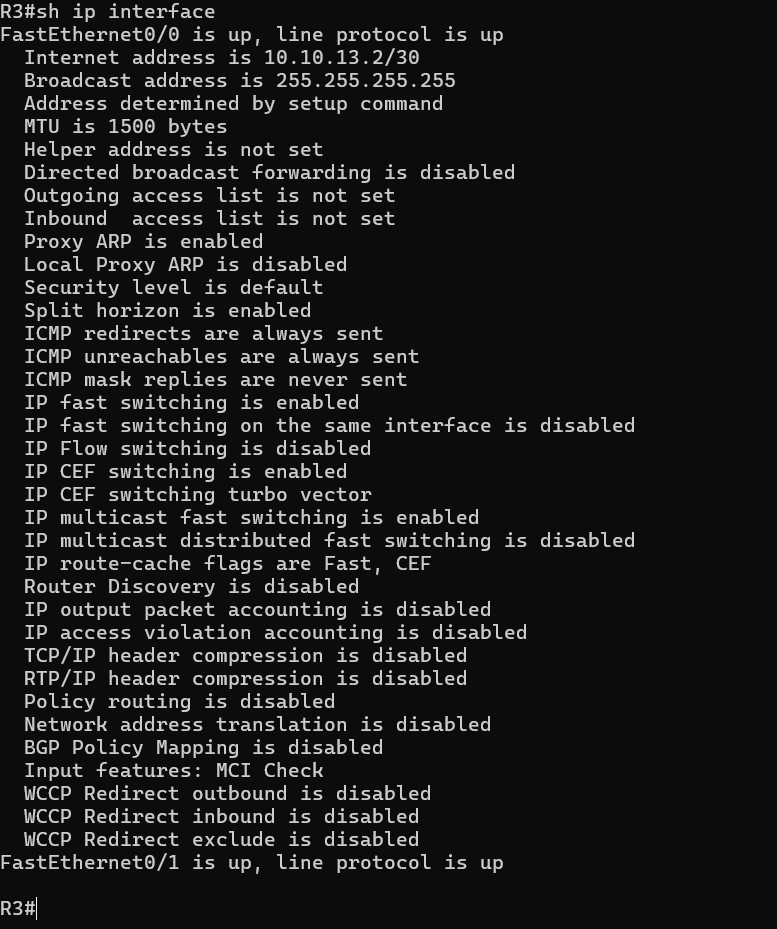 R3#sh ip interface
FastEthernet0/0 is up, line protocol is up
  Internet address is 10.10.13.2/30
  Broadcast address is 255.255.255.255
  Address determined by setup command
  MTU is 1500 bytes
  Helper address is not set
  Directed broadcast forwarding is disabled
  Outgoing access list is not set
  Inbound  access list is not set
  Proxy ARP is enabled
  Local Proxy ARP is disabled
  Security level is default
  Split horizon is enabled
  ICMP redirects are always sent
  ICMP unreachables are always sent
  ICMP mask replies are never sent
  IP fast switching is enabled
  IP fast switching on the same interface is disabled
  IP Flow switching is disabled
  IP CEF switching is enabled
  IP CEF switching turbo vector
  IP multicast fast switching is enabled
  IP multicast distributed fast switching is disabled
  IP route-cache flags are Fast, CEF
  Router Discovery is disabled
  IP output packet accounting is disabled
  IP access violation accounting is disabled
  TCP/IP header compression is disabled
  RTP/IP header compression is disabled
  Policy routing is disabled
  Network address translation is disabled
  BGP Policy Mapping is disabled
  Input features: MCI Check
  WCCP Redirect outbound is disabled
  WCCP Redirect inbound is disabled
  WCCP Redirect exclude is disabled
FastEthernet0/1 is up, line protocol is up

R3#